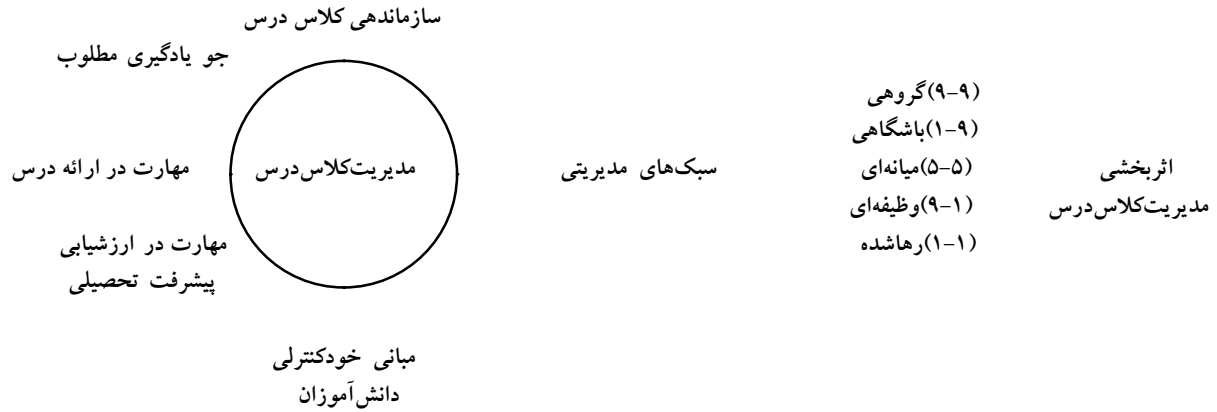 سازماندهی کلاس درس
جو یادگیری مطلوب
(۹-۹)گروهی
(۱-۹)باشگاهی
مهارت در ارائه درس
مدیریت‌کلاس‌درس
سبک‌های مدیریتی
(۵-۵)میانه‌ای
اثربخشی
مدیریت‌کلاس‌درس
(۹-۱)وظیفه‌ای
(۱-۱)رهاشده
مهارت در ارزشیابی
پیشرفت تحصیلی
مبانی خودکنترلی
دانش‌آموزان